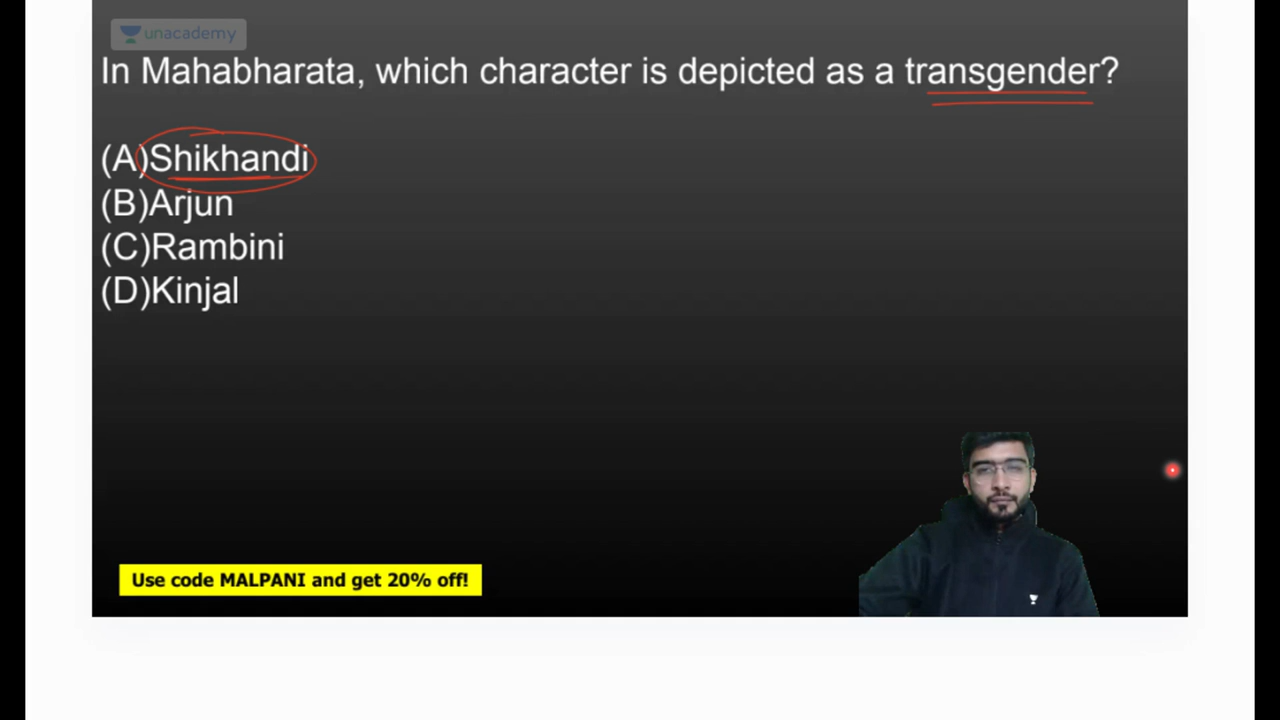 unacademy
In Mahabharata, which character is depicted as a transgender?
(A)Shikhandi
(B)Arjun
(C)Rambini
(D)Kinjal
Use code MALPANI and get 20% off!